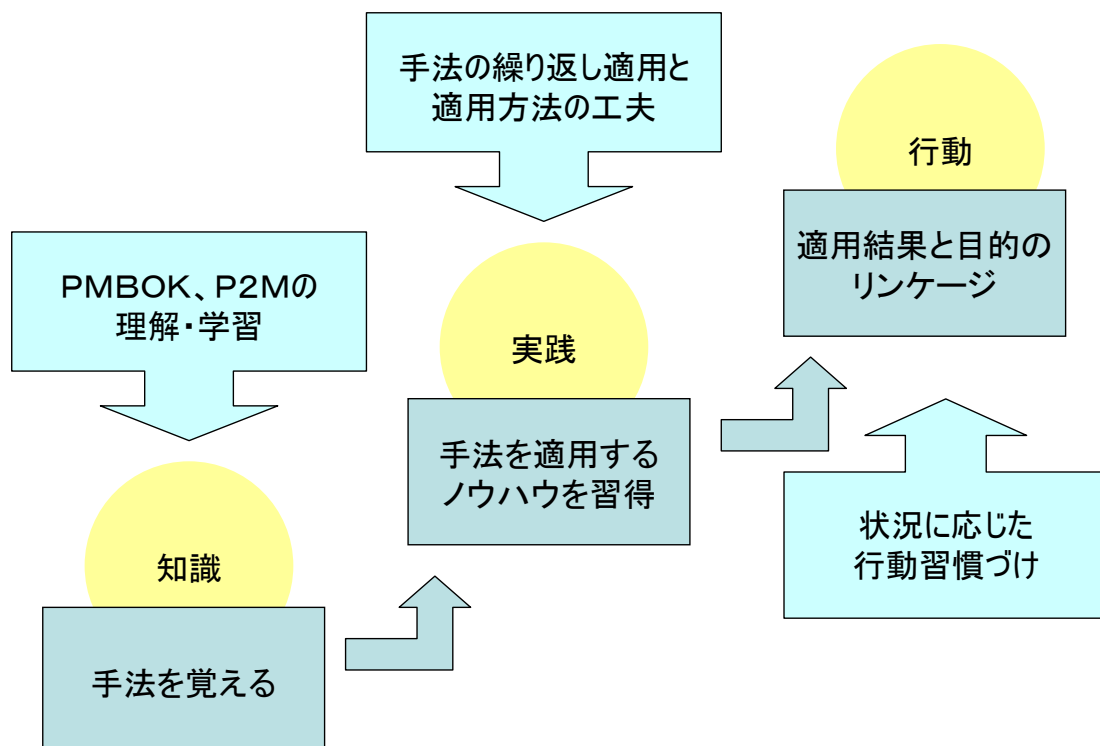 手法の繰り返し適用と
適用方法の工夫
行動
適用結果と目的の
リンケージ
PMBOK、P2Mの
理解・学習
実践
手法を適用する
ノウハウを習得
状況に応じた
行動習慣づけ
知識
手法を覚える